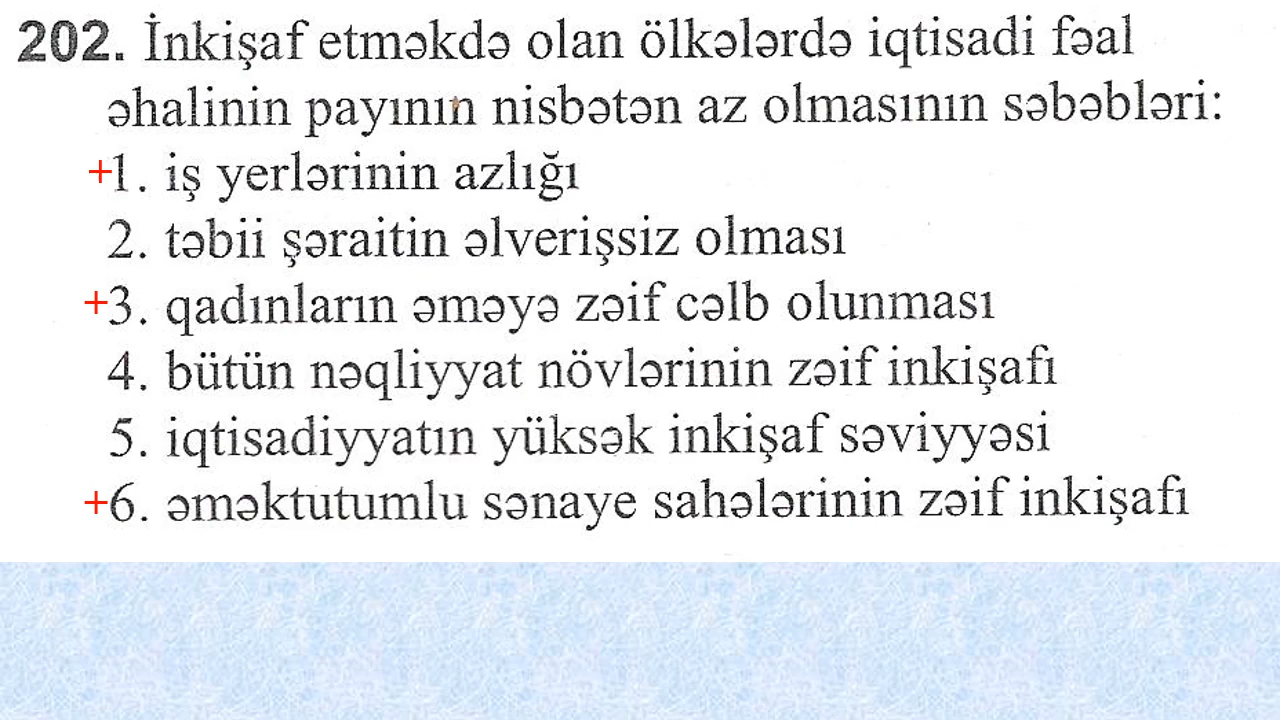 202. İnkişaf etməkdə olan ölkələrdə iqtisadi fəal
əhalinin payının nisbətən az olmasının səbəbləri:
+1. iş yerlərinin azlığı
2. təbii şəraitin əlverişsiz olması
+3. qadınların əməyə zəif cəlb olunması
4. bütün nəqliyyat növlərinin zəif inkişafı
5. iqtisadiyyatın yüksək inkişaf səviyyəsi
+6. əməktutumlu sənaye sahələrinin zəif inkişafı